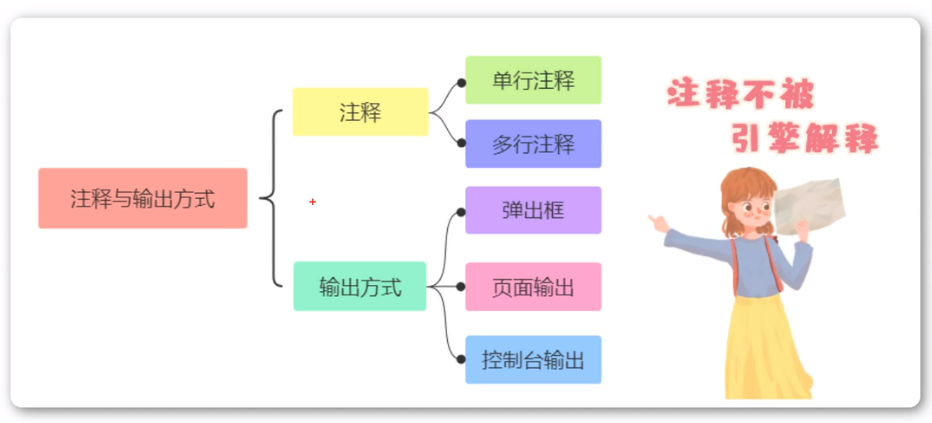 注释与输出方式
注释
单行注释
多行注释
输出方式
弹出框
页面输出
控制台输出
注释不被
引擎解释